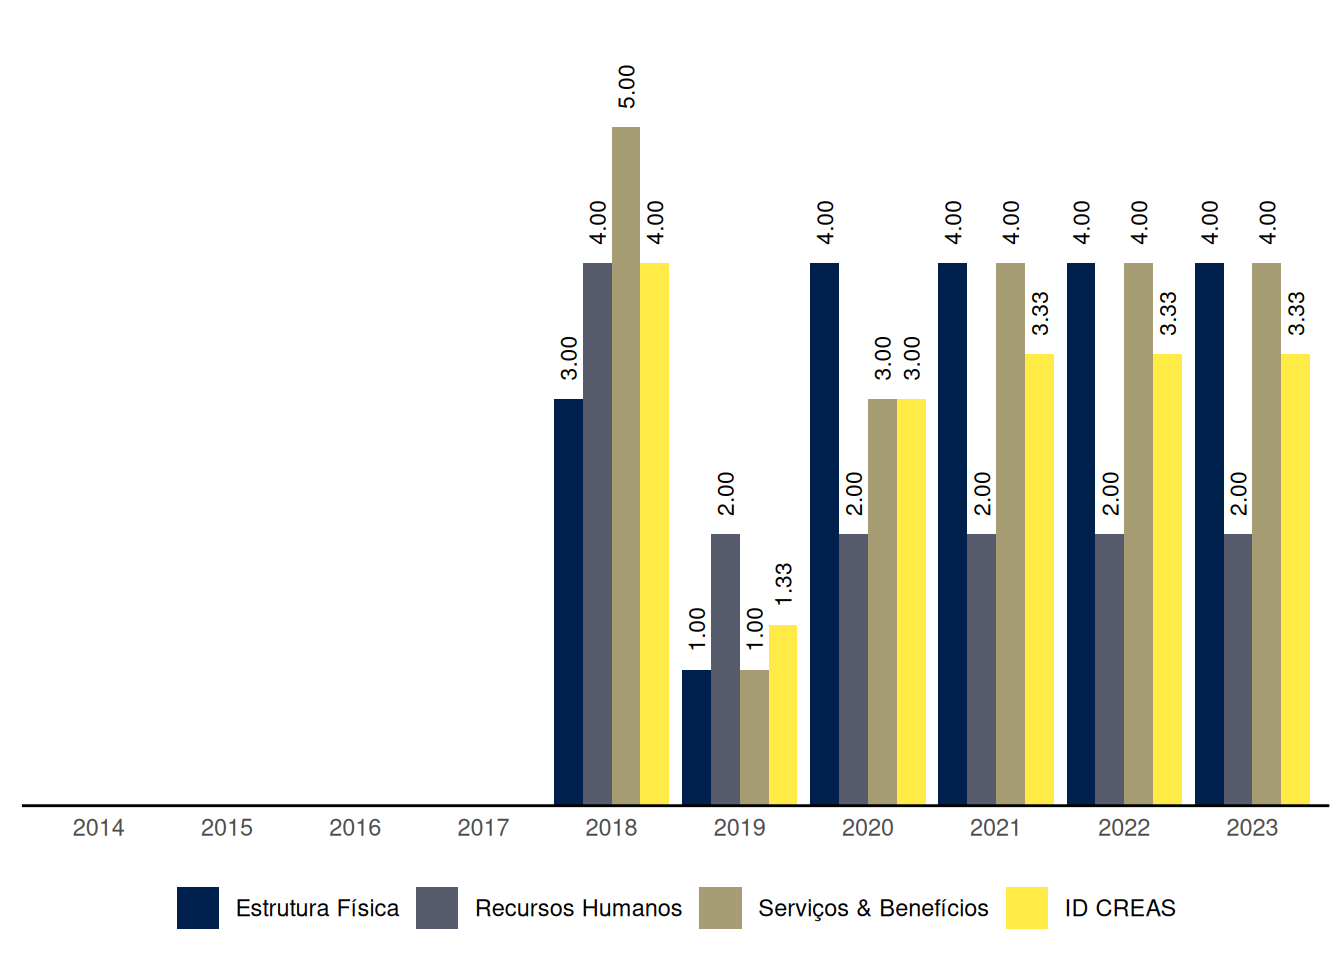 5.00
4.00 4.00 4.00 4.00 4.00 4.00 4.00 4.00 4.00
3.33 3.33 3.33
3.00 3.00 3.00
2.00 2.00 2.00 2.00 2.00
1.33
1.00 1.00
2014 2015 2016 2017 2018 2019 2020 2021 2022 2023
Estrutura Física Recursos Humanos Serviços & Benefícios ID CREAS